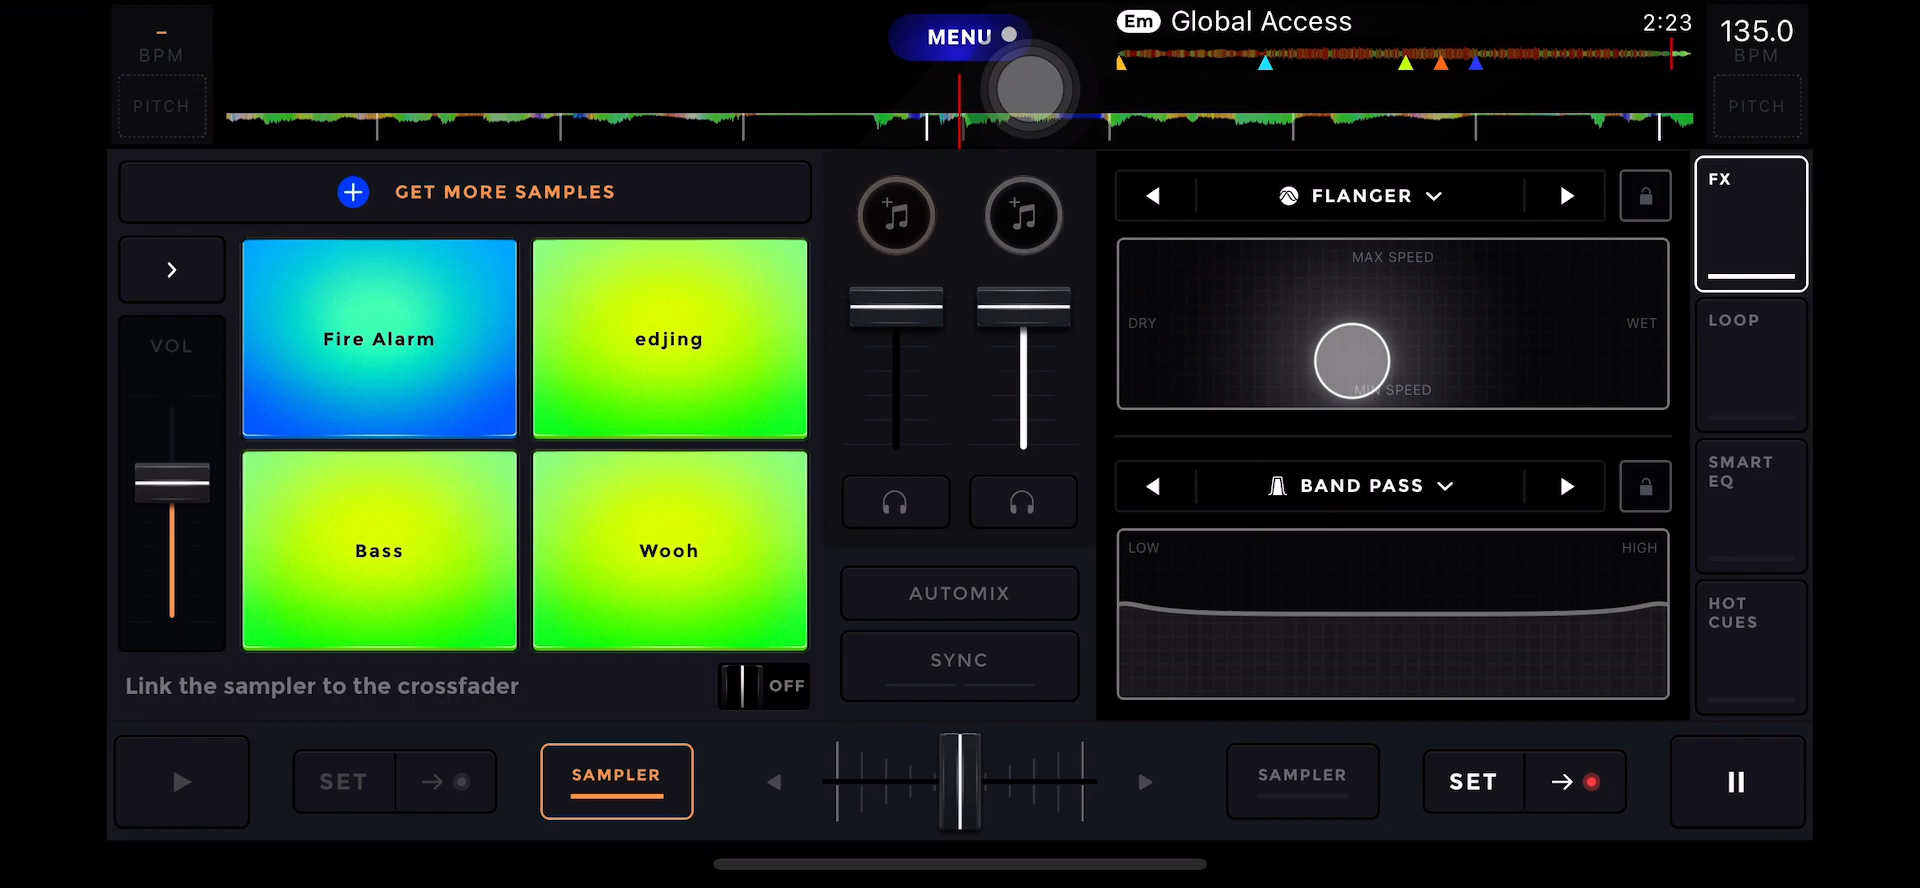 –
BPM
PITCH
MENU
Em Global Access 2:23
135.0
BPM
PITCH
GET MORE SAMPLES
VOL
Fire Alarm
edjing
Bass
Wooh
Link the sampler to the crossfader
OFF
AUTOMIX
SYNC
FLANGER
MAX SPEED
DRY
WET
MIN SPEED
BAND PASS
LOW
HIGH
FX
LOOP
SMART
EQ
HOT
CUES
SET
SAMPLER
SAMPLER
SET